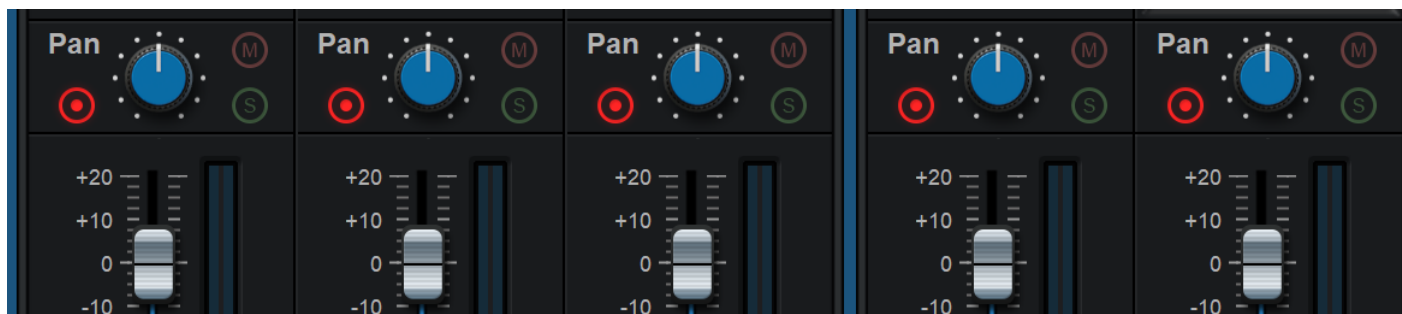 Pan M Pan M Pan M Pan M Pan M
S S S S S
+20 +20 +20 +20 +20
+10 +10 +10 +10 +10
0 0 0 0 0
-10 -10 -10 -10 -10